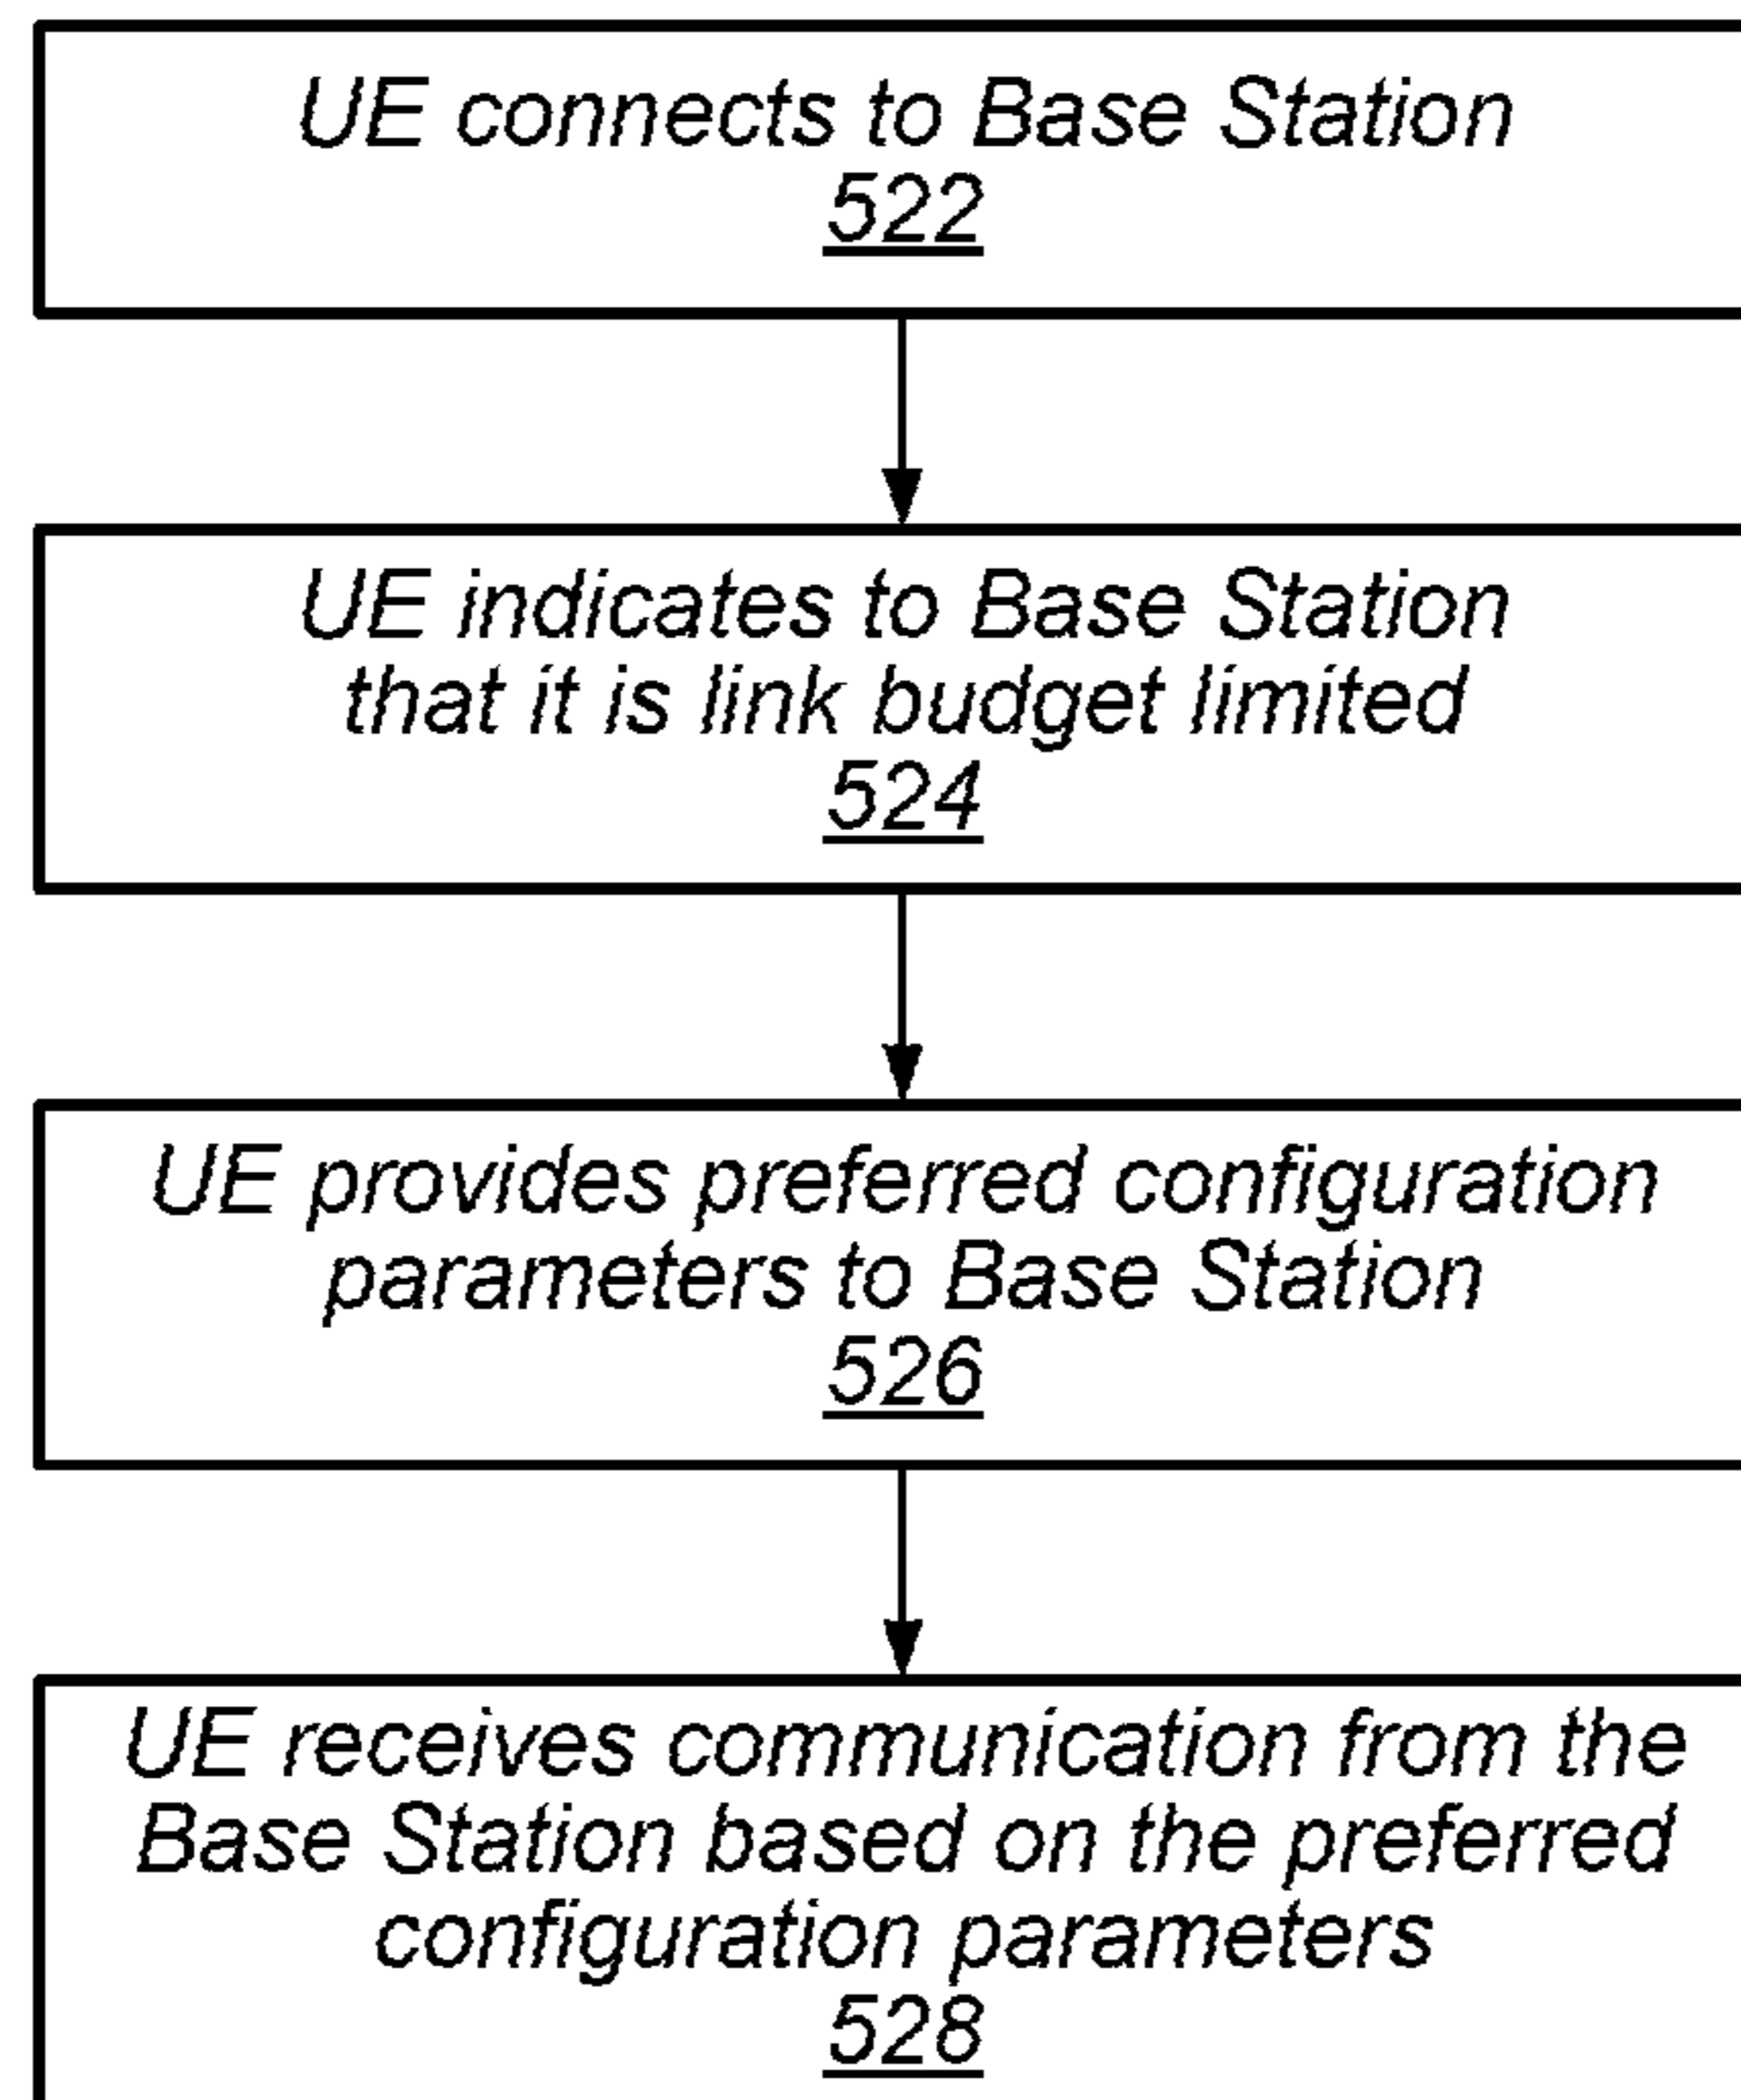 UE connects to Base Station
522
UE indicates to Base Station
that it is link budget limited
524
UE provides preferred configuration
parameters to Base Station
526
UE receives communication from the
Base Station based on the preferred
configuration parameters
528